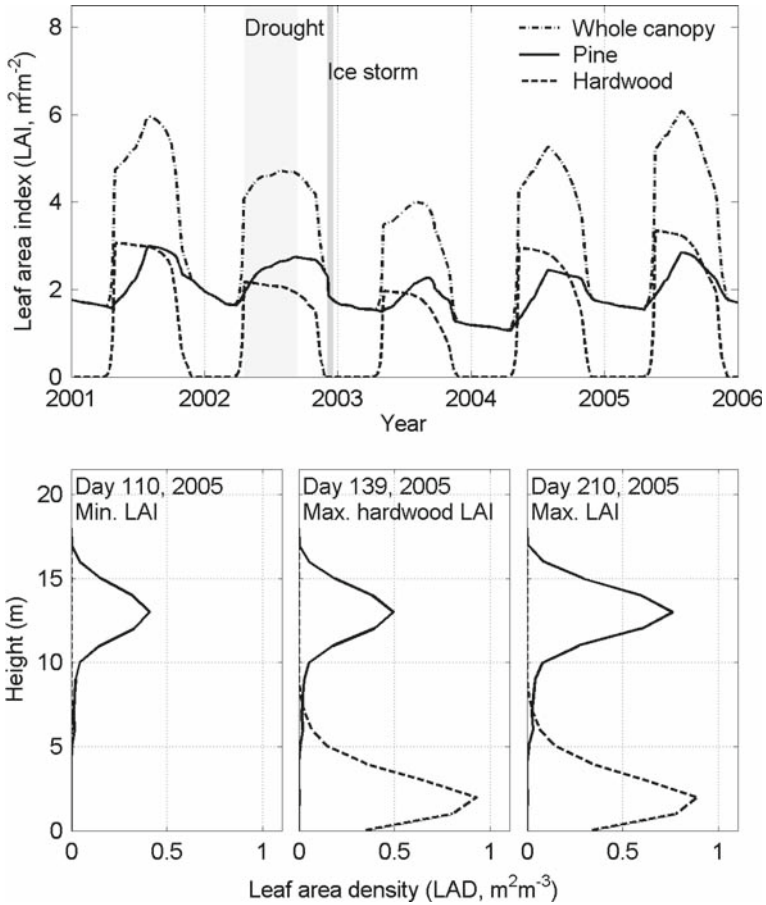 Drought
Ice storm
Whole canopy
Pine
Hardwood
Leaf area index (LAI, m²m⁻²)
8
6
4
2
0
2001 2002 2003 2004 2005 2006
Year
Day 110, 2005
Min. LAI
Day 139, 2005
Max. hardwood LAI
Day 210, 2005
Max. LAI
Height (m)
20
15
10
5
0
0 0.5 1 0 0.5 1 0 0.5 1
Leaf area density (LAD, m²m⁻³)